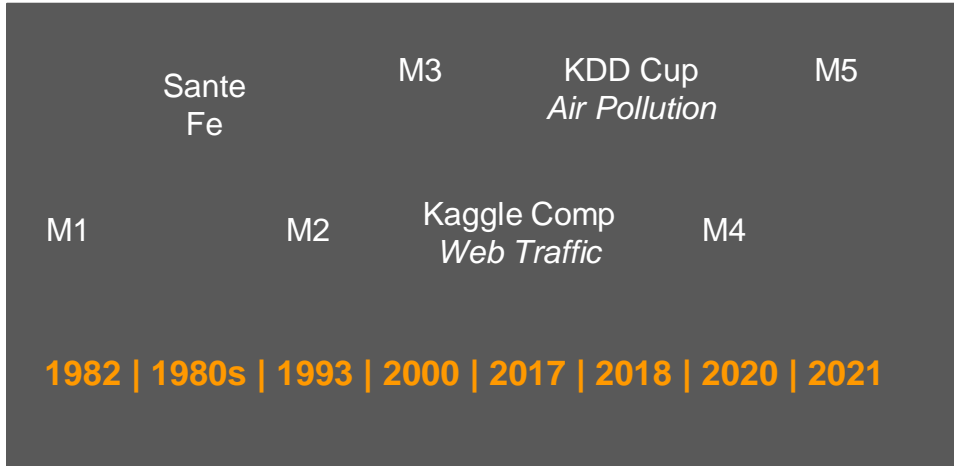 M3
KDD Cup
M5
Sante
Air Pollution
Fe
M1
M2
Kaggle Comp
M4
Web Traffic
1982 | 1980s | 1993 | 2000 | 2017 | 2018 | 2020 | 2021